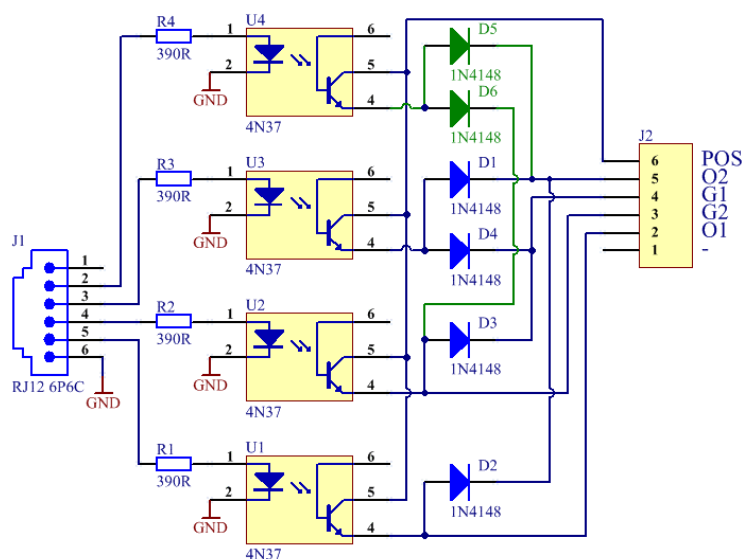 R4
390R
1
2
GND
U4
4N37
6
5
4
D5
1N4148
D6
1N4148
R3
390R
1
2
GND
U3
4N37
6
5
4
D1
1N4148
D4
1N4148
J2
6
5
4
3
2
1
POS
O2
G1
G2
O1
-
J1
1
2
3
4
5
6
RJ12 6P6C
GND
R2
390R
1
2
GND
U2
4N37
6
5
4
D3
1N4148
R1
390R
1
2
GND
U1
4N37
6
5
4
D2
1N4148